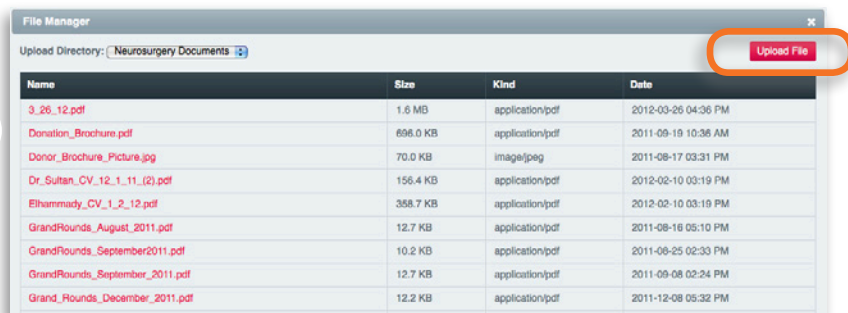 File Manager x
Upload Directory: Neurosurgery Documents Upload File
Name Size Kind Date
3_26_12.pdf 1.6 MB application/pdf 2012-03-26 04:36 PM
Donation_Brochure.pdf 696.0 KB application/pdf 2011-09-19 10:36 AM
Donor_Brochure_Picture.jpg 70.0 KB image/jpeg 2011-08-17 03:31 PM
Dr_Sultan_CV_12_1_11_(2).pdf 156.4 KB application/pdf 2012-02-10 03:19 PM
Elhammady_CV_1_2_12.pdf 358.7 KB application/pdf 2012-02-10 03:19 PM
GrandRounds_August_2011.pdf 12.7 KB application/pdf 2011-08-16 05:10 PM
GrandRounds_September2011.pdf 10.2 KB application/pdf 2011-08-25 02:33 PM
GrandRounds_September_2011.pdf 12.7 KB application/pdf 2011-09-08 02:24 PM
Grand_Rounds_December_2011.pdf 12.2 KB application/pdf 2011-12-08 05:32 PM